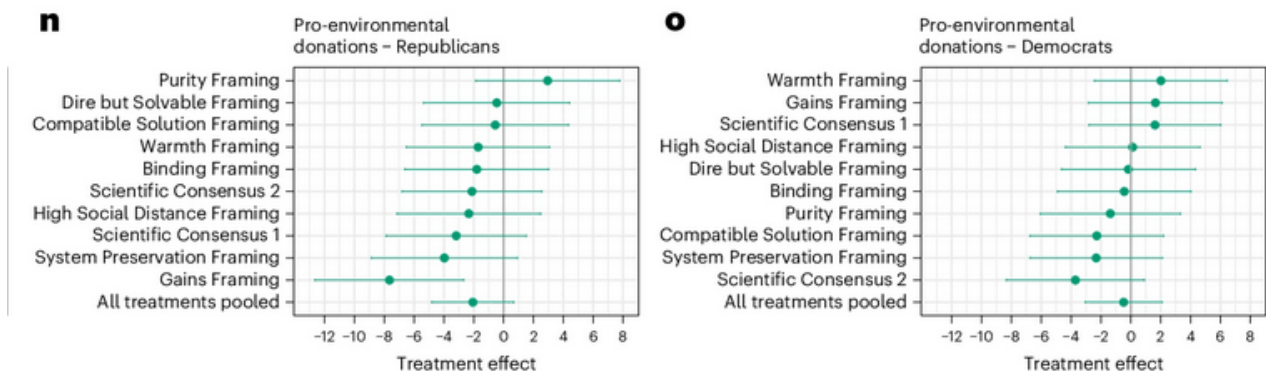 n
Pro-environmental
donations – Republicans
Purity Framing
Dire but Solvable Framing
Compatible Solution Framing
Warmth Framing
Binding Framing
Scientific Consensus 2
High Social Distance Framing
Scientific Consensus 1
System Preservation Framing
Gains Framing
All treatments pooled
−12 −10 −8 −6 −4 −2 0 2 4 6 8
Treatment effect
o
Pro-environmental
donations – Democrats
Warmth Framing
Gains Framing
Scientific Consensus 1
High Social Distance Framing
Dire but Solvable Framing
Binding Framing
Purity Framing
Compatible Solution Framing
System Preservation Framing
Scientific Consensus 2
All treatments pooled
−12 −10 −8 −6 −4 −2 0 2 4 6 8
Treatment effect